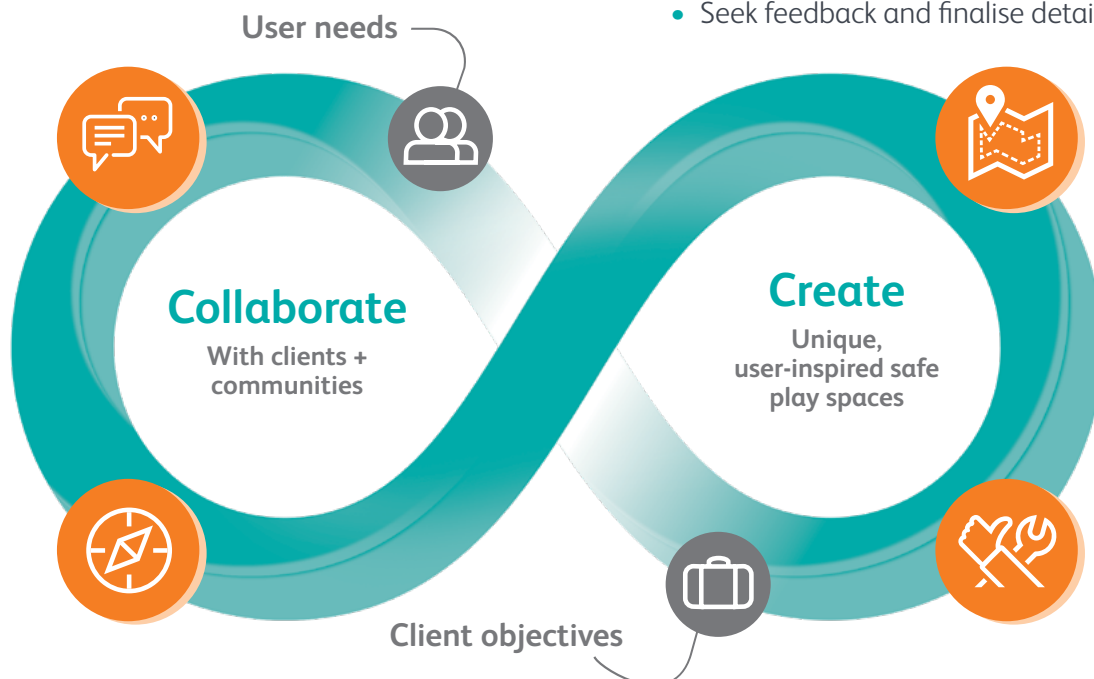 • Seek feedback and finalise detai
User needs
Collaborate
With clients +
communities
Create
Unique,
user-inspired safe
play spaces
Client objectives